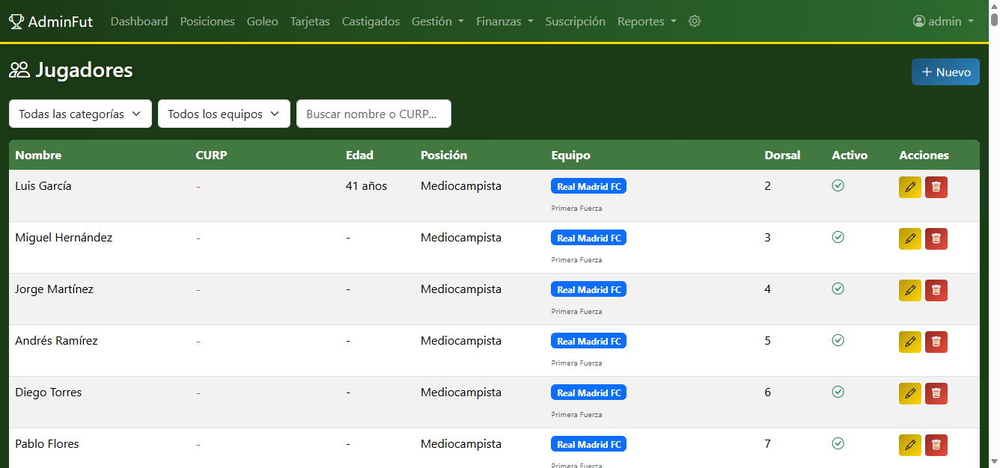 AdminFut Dashboard Posiciones Goleo Tarjetas Castigados Gestión Finanzas Suscripción Reportes admin
Jugadores
+ Nuevo
Todas las categorías Todos los equipos Buscar nombre o CURP...
Nombre CURP Edad Posición Equipo Dorsal Activo Acciones
Luis García - 41 años Mediocampista Real Madrid FC 2
Primera Fuerza
Miguel Hernández - - Mediocampista Real Madrid FC 3
Primera Fuerza
Jorge Martínez - - Mediocampista Real Madrid FC 4
Primera Fuerza
Andrés Ramírez - - Mediocampista Real Madrid FC 5
Primera Fuerza
Diego Torres - - Mediocampista Real Madrid FC 6
Primera Fuerza
Pablo Flores - - Mediocampista Real Madrid FC 7
Primera Fuerza